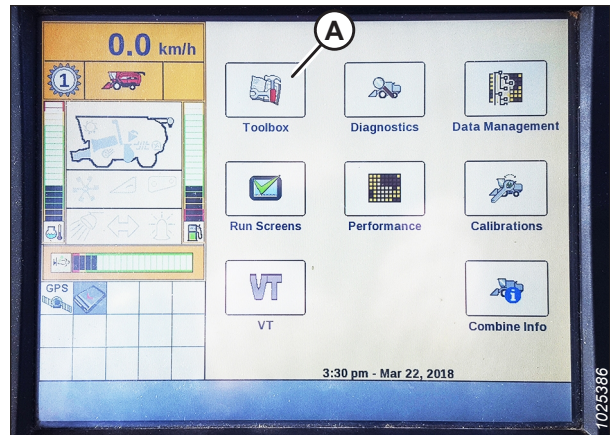 0.0 km/h
A
1
Toolbox
Diagnostics
Data Management
Run Screens
Performance
Calibrations
GPS
VT
VT
Combine Info
3:30 pm - Mar 22, 2018
1025386